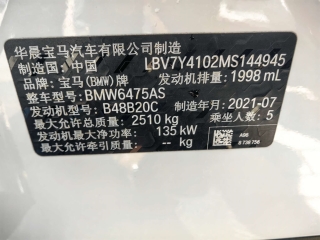 华晨宝马汽车有限公司制造
制造国：中国 LBV7Y4102MS144945
品牌：宝马(BMW)牌 发动机排量：1998 mL
整车型号：BMW6475AS
发动机型号：B48B20C 制造年月：2021-07
最大允许总质量：2510 kg 乘坐人数：5
发动机最大净功率：135 kW A96
最大允许牵引质量：-- kg 8 738 756